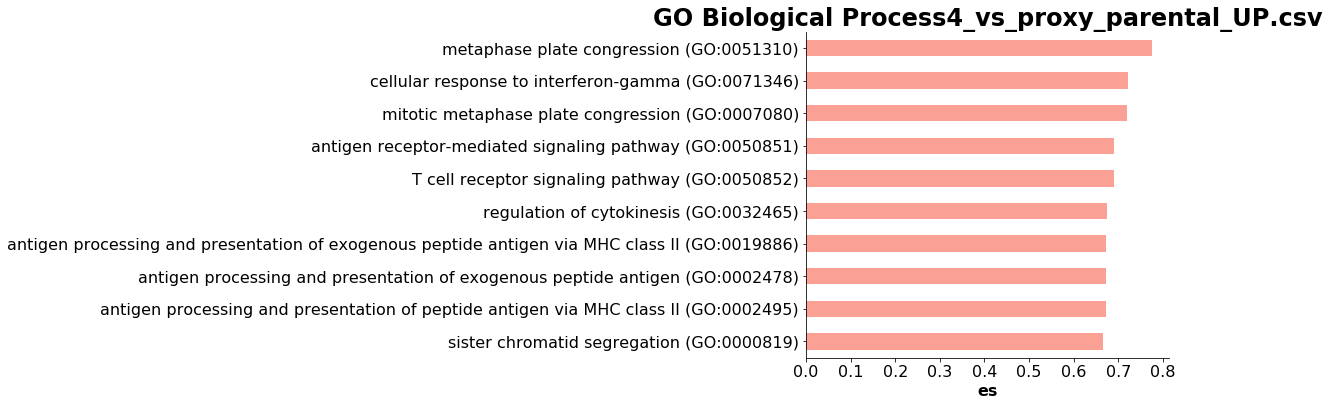 GO Biological Process4_vs_proxy_parental_UP.csv
metaphase plate congression (GO:0051310)
cellular response to interferon-gamma (GO:0071346)
mitotic metaphase plate congression (GO:0007080)
antigen receptor-mediated signaling pathway (GO:0050851)
T cell receptor signaling pathway (GO:0050852)
regulation of cytokinesis (GO:0032465)
antigen processing and presentation of exogenous peptide antigen via MHC class II (GO:0019886)
antigen processing and presentation of exogenous peptide antigen (GO:0002478)
antigen processing and presentation of peptide antigen via MHC class II (GO:0002495)
sister chromatid segregation (GO:0000819)
0.0 0.1 0.2 0.3 0.4 0.5 0.6 0.7 0.8
es